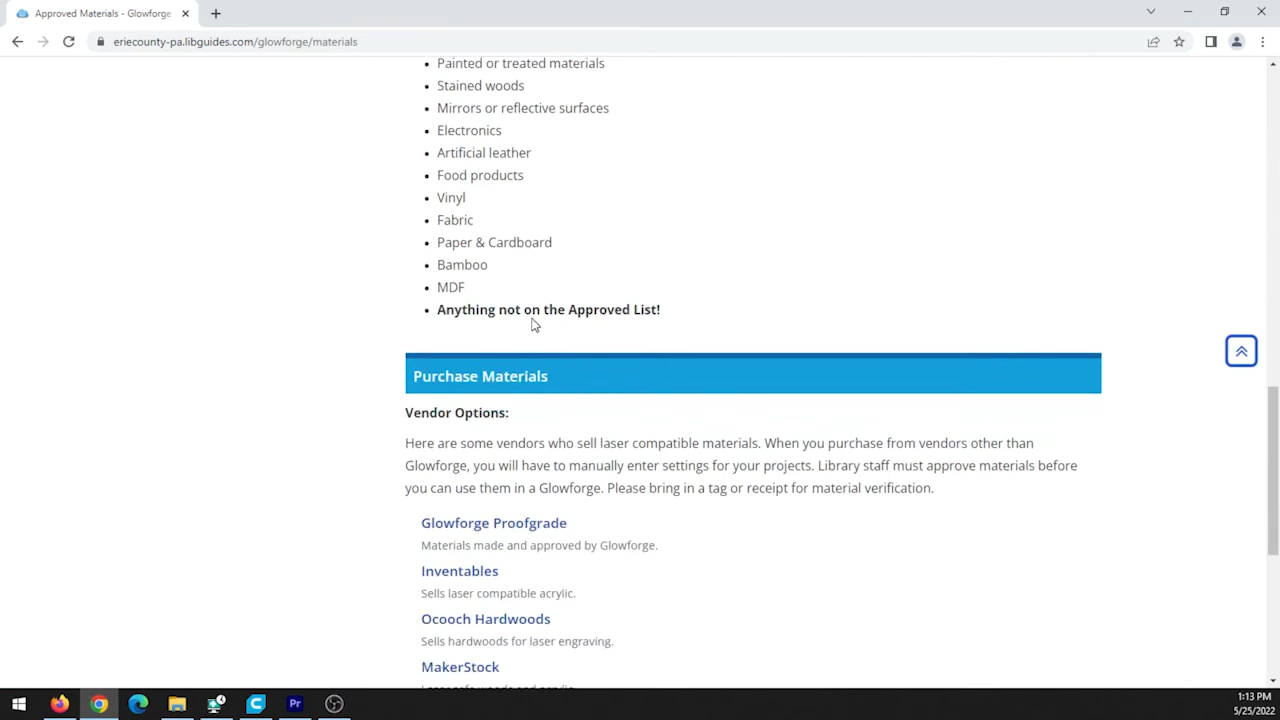 Approved Materials - Glowforge
eriecounty-pa.libguides.com/glowforge/materials
Painted or treated materials
Stained woods
Mirrors or reflective surfaces
Electronics
Artificial leather
Food products
Vinyl
Fabric
Paper & Cardboard
Bamboo
MDF
Anything not on the Approved List!
Purchase Materials
Vendor Options:
Here are some vendors who sell laser compatible materials. When you purchase from vendors other than
Glowforge, you will have to manually enter settings for your projects. Library staff must approve materials before
you can use them in a Glowforge. Please bring in a tag or receipt for material verification.
Glowforge Proofgrade
Materials made and approved by Glowforge.
Inventables
Sells laser compatible acrylic.
Ocooch Hardwoods
Sells hardwoods for laser engraving.
MakerStock
Pr
1:13 PM
5/25/2022